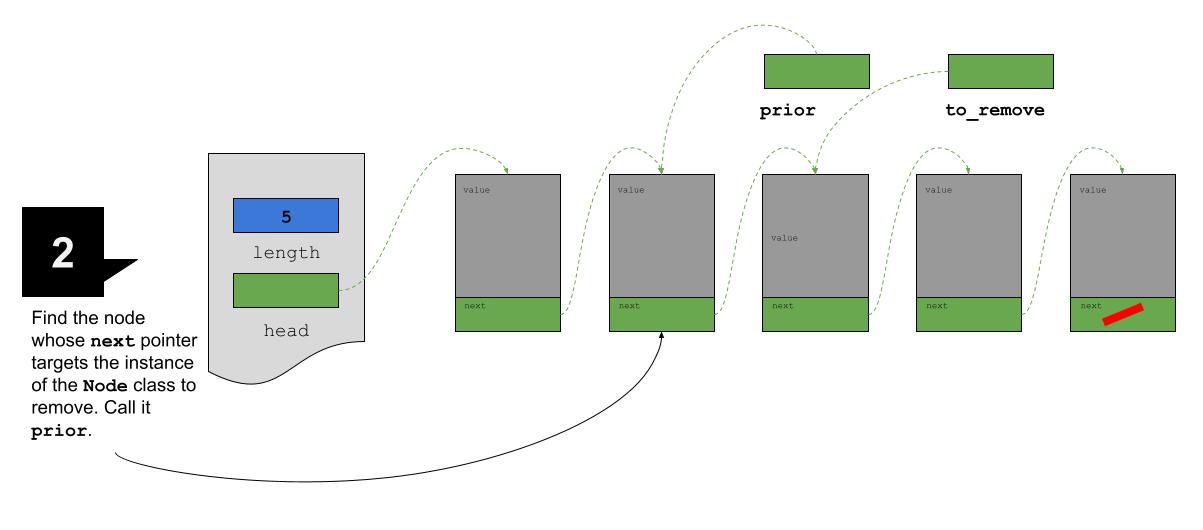 prior
to_remove
value
value
value
value
value
5
length
head
next
next
next
next
next
2
Find the node
whose next pointer
targets the instance
of the Node class to
remove. Call it
prior.